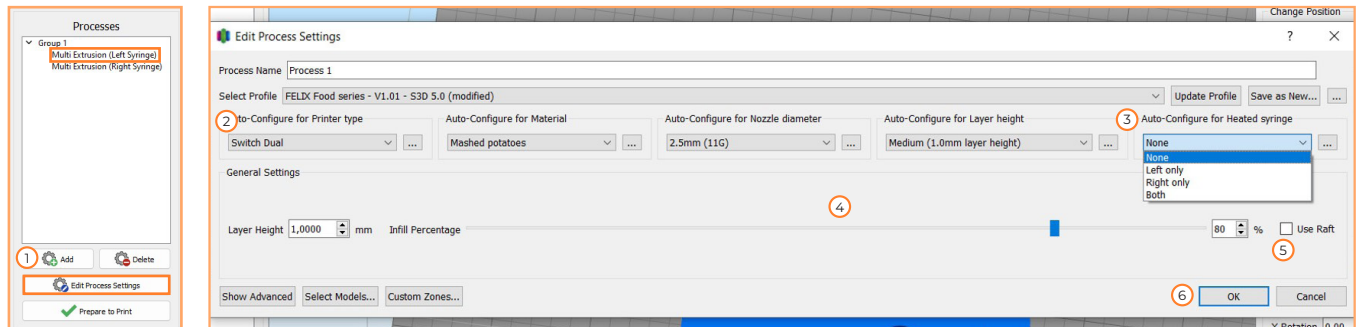 Processes
Group 1
Multi Extrusion (Left Syringe)
Multi Extrusion (Right Syringe)
1
Add
Delete
Edit Process Settings
Prepare to Print
Change Position
Edit Process Settings
?
Process Name Process 1
Select Profile FELIX Food series - V1.01 - S3D 5.0 (modified) Update Profile Save as New... ...
2 to-Configure for Printer type Auto-Configure for Material Auto-Configure for Nozzle diameter Auto-Configure for Layer height 3 Auto-Configure for Heated syringe
Switch Dual ... Mashed potatoes ... 2.5mm (11G) ... Medium (1.0mm layer height) ... None ...
None
Left only
Right only
Both
General Settings
4
Layer Height 1,0000 mm Infill Percentage 80 % Use Raft
5
Show Advanced Select Models... Custom Zones... 6 OK Cancel
X Rotation 0.00